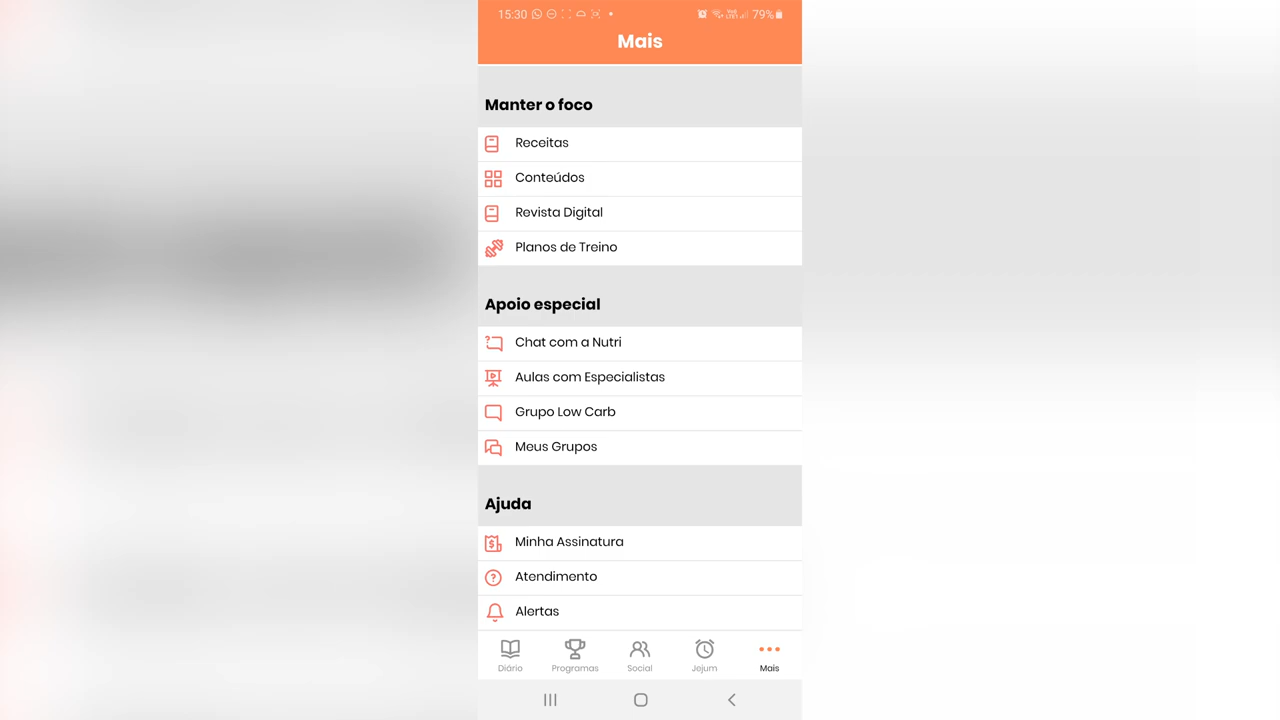 15:30 79%
Mais
Manter o foco
Receitas
Conteúdos
Revista Digital
Planos de Treino
Apoio especial
Chat com a Nutri
Aulas com Especialistas
Grupo Low Carb
Meus Grupos
Ajuda
Minha Assinatura
Atendimento
Alertas
Diário Programas Social Jejum Mais